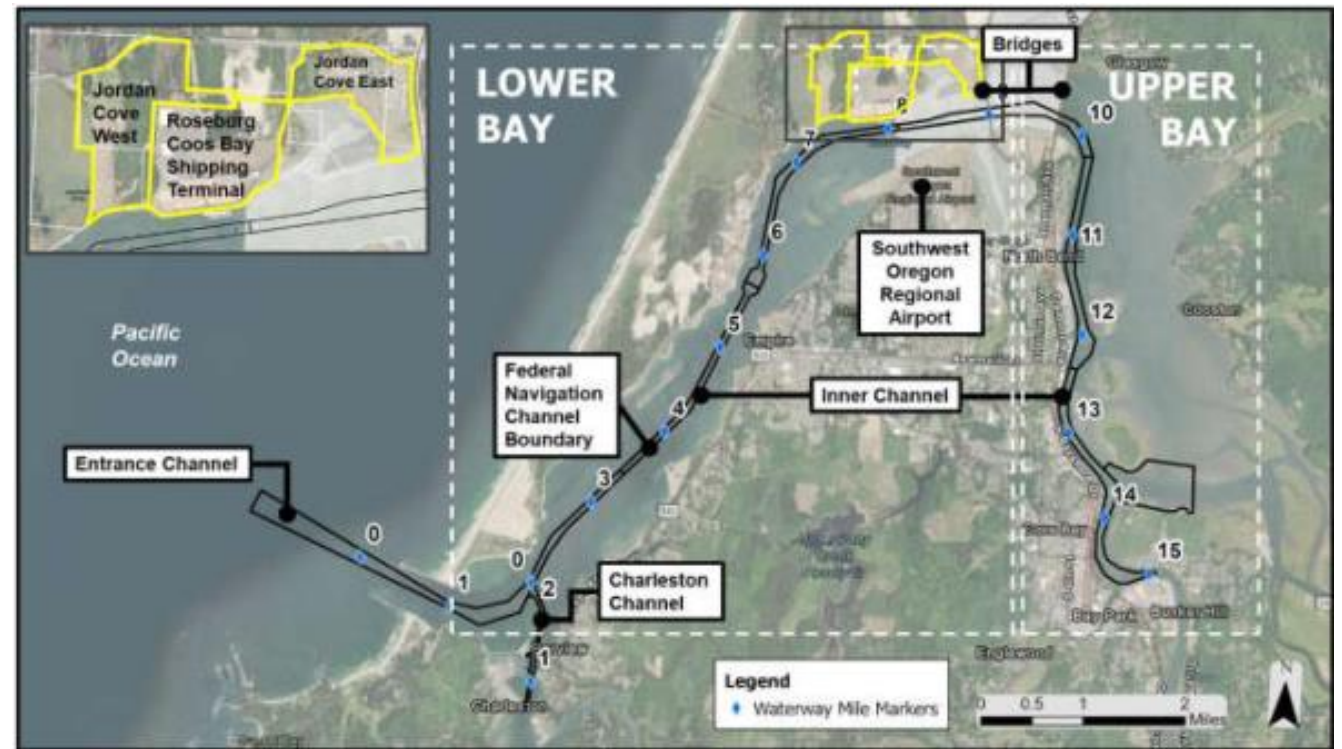 Jordan
Cove
West
Roseburg
Coos Bay
Shipping
Terminal
Jordan
Cove East
LOWER
BAY
Bridges
Glasgow
UPPER
BAY
Pacific
Ocean
Southwest
Oregon
Regional
Airport
North Bend
Cooston
Empire
Federal
Navigation
Channel
Boundary
Inner Channel
Entrance Channel
Charleston
Channel
Coos Bay
Bay Park
Bunker Hill
Englewood
Charleston
0
1
2
0
1
3
4
5
6
7
8
10
11
12
13
14
15
Legend
Waterway Mile Markers
N
0 0.5 1 2
Miles